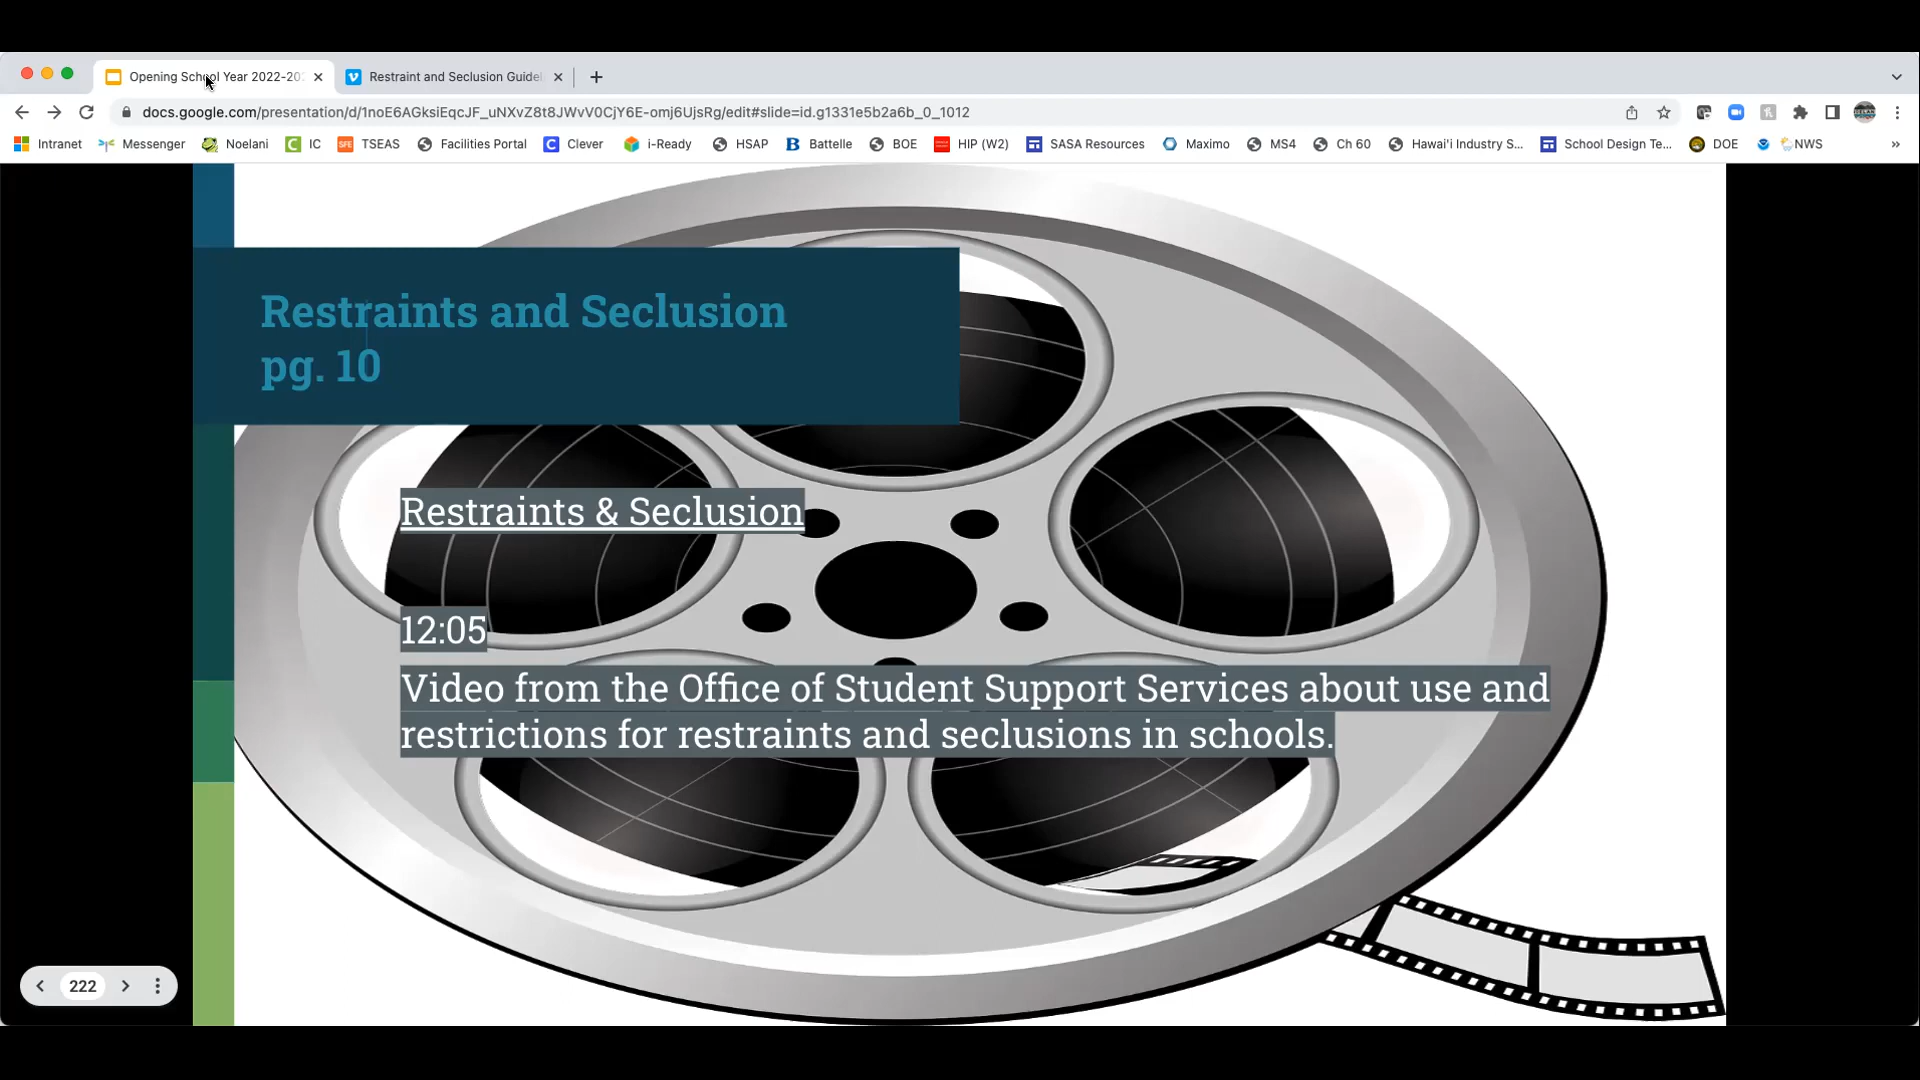 Opening School Year 2022-20
Restraint and Seclusion Guidel
docs.google.com/presentation/d/1noE6AGksiEqcJF_uNXvZ8t8JWvV0CjY6E-omj6UjsRg/edit#slide=id.g1331e5b2a6b_0_1012
Intranet Messenger Noelani IC TSEAS Facilities Portal Clever i-Ready HSAP Battelle BOE HIP (W2) SASA Resources Maximo MS4 Ch 60 Hawai'i Industry S... School Design Te... DOE NWS »
Restraints and Seclusion
pg. 10
Restraints & Seclusion
12:05
Video from the Office of Student Support Services about use and
restrictions for restraints and seclusions in schools.
222